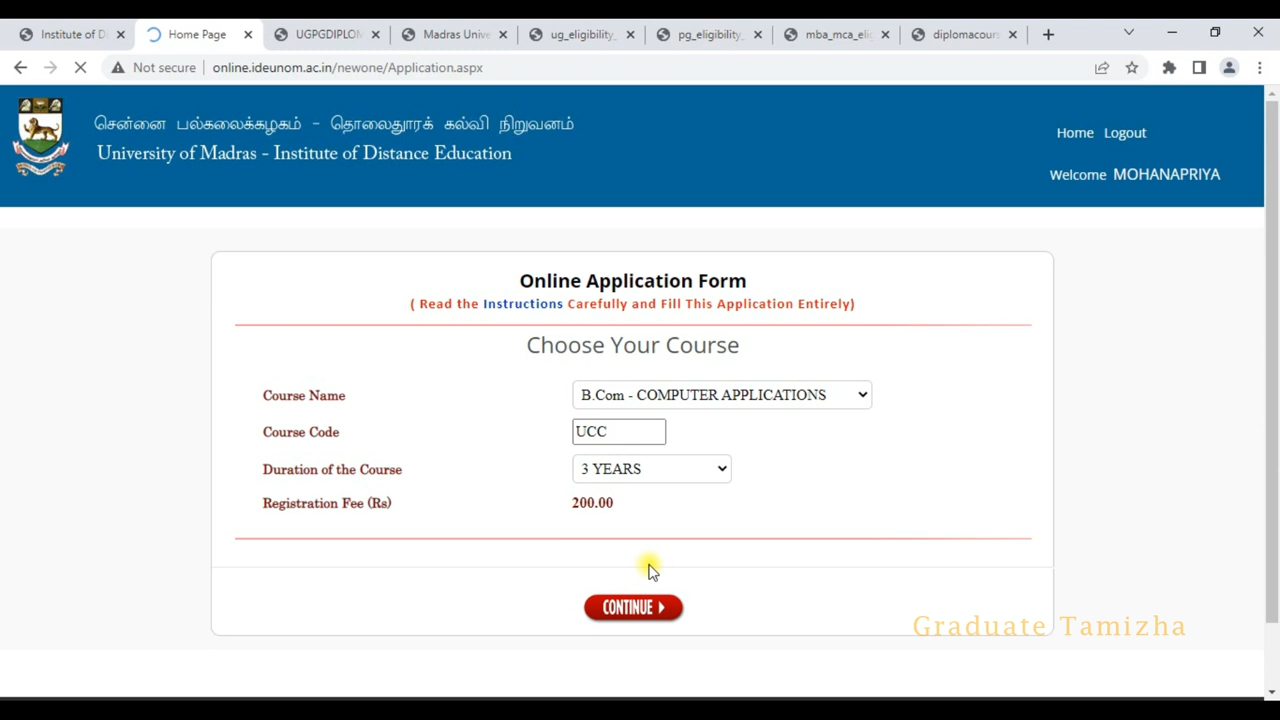 Institute of D
Home Page
UGPGDIPLOM
Madras Unive
ug_eligibility_
pg_eligibility_
mba_mca_eli
diplomacours
Not secure
online.ideunom.ac.in/newone/Application.aspx
சென்னை பல்கலைக்கழகம் - தொலைதூரக் கல்வி நிறுவனம்
University of Madras - Institute of Distance Education
Home Logout
Welcome MOHANAPRIYA
Online Application Form
( Read the Instructions Carefully and Fill This Application Entirely)
Choose Your Course
Course Name B.Com - COMPUTER APPLICATIONS
Course Code UCC
Duration of the Course 3 YEARS
Registration Fee (Rs) 200.00
CONTINUE
Graduate Tamizha